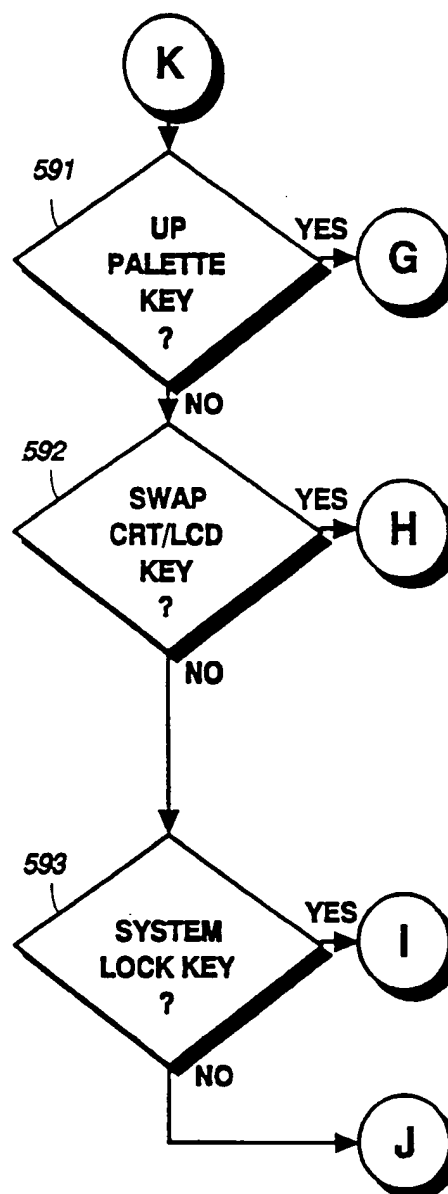 K
591
UP
PALETTE
KEY
?
YES
G
NO
592
SWAP
CRT/LCD
KEY
?
YES
H
NO
593
SYSTEM
LOCK KEY
?
YES
I
NO
J